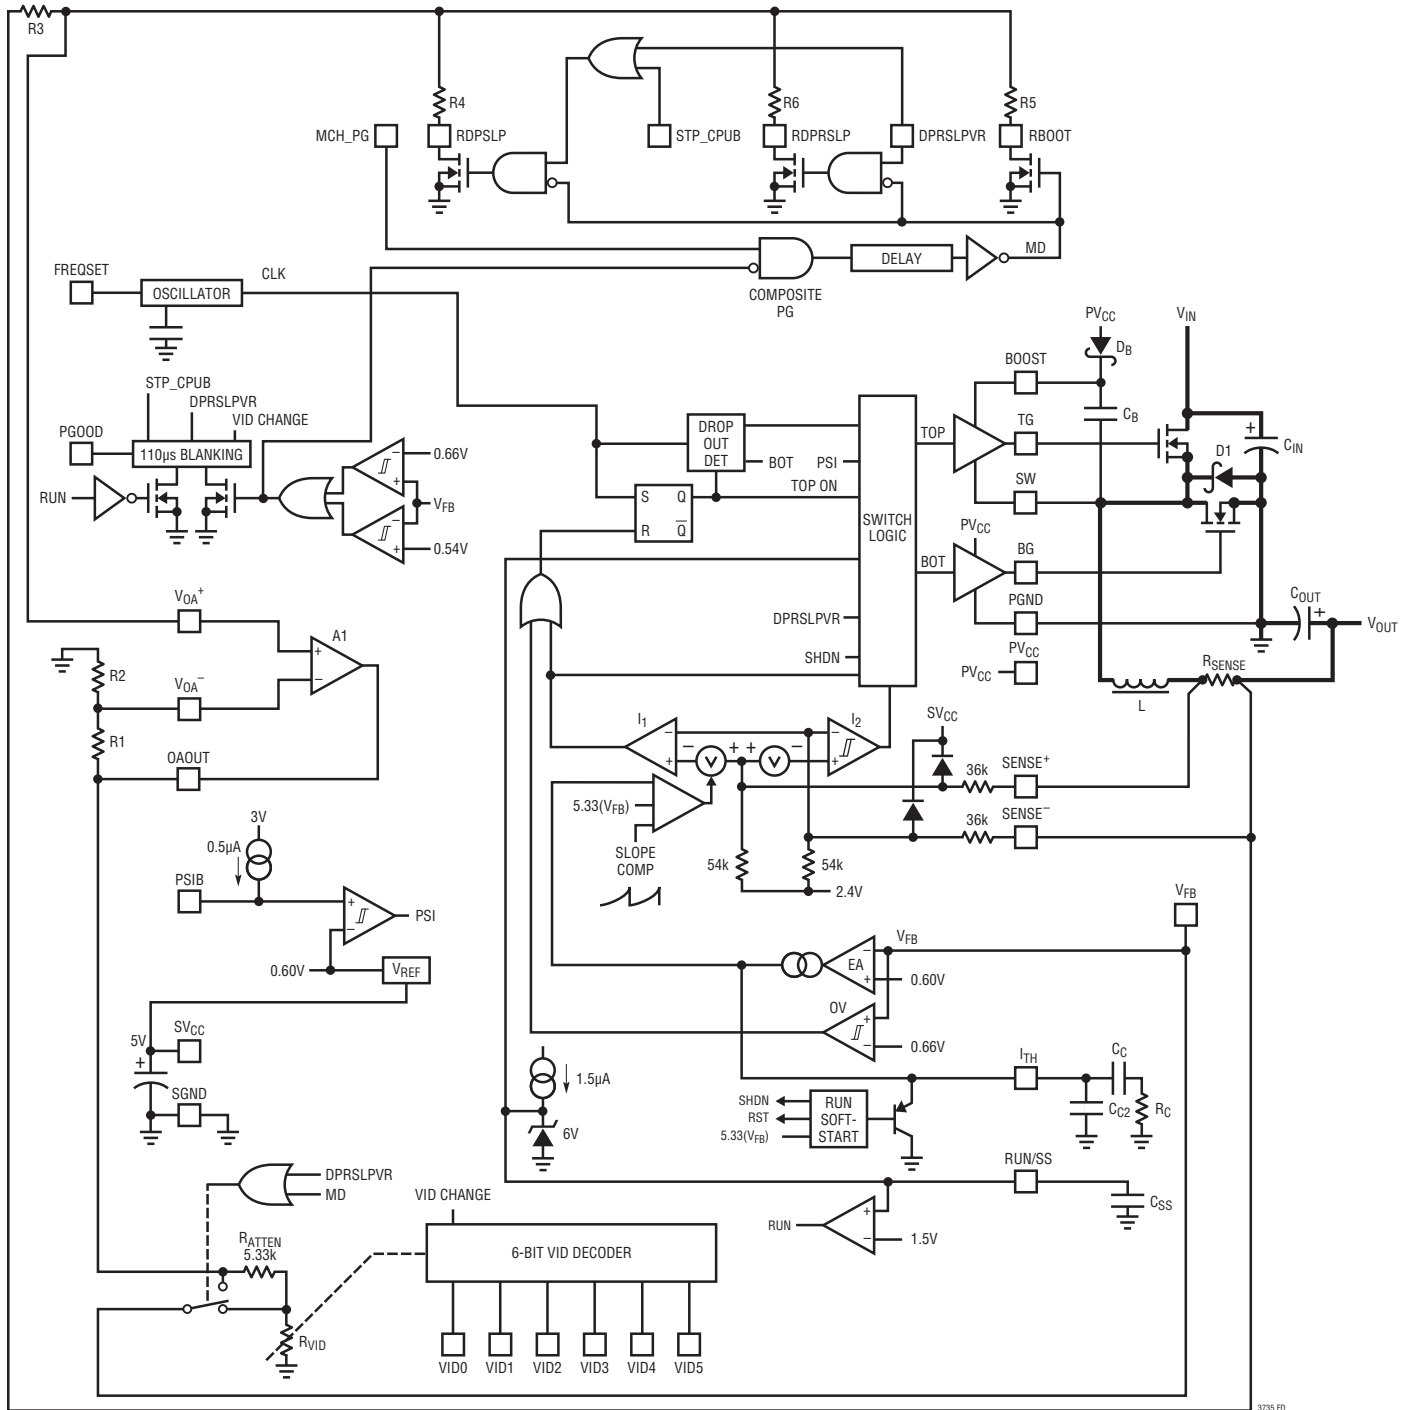 R3
R4
R6
R5
MCH_PG
RDPSLP
STP_CPUB
RDPRSLP
DPRSLPVR
RBOOT
MD
DELAY
COMPOSITE
PG
FREQSET
OSCILLATOR
CLK
STP_CPUB
DPRSLPVR
VID CHANGE
PGOOD
110µs BLANKING
RUN
–
0.66V
+
VFB
–
+
0.54V
DROP
OUT
DET
BOT
PSI
TOP ON
S
Q
R
Q̅
SWITCH
LOGIC
DPRSLPVR
SHDN
TOP
BOT
PVCC
BOOST
TG
SW
BG
PGND
PVCC
PVCC
PVCC
DB
CB
VIN
D1
+
CIN
COUT
+
VOUT
RSENSE
L
VOA+
A1
+
–
R2
VOA–
R1
OAOUT
I1
–
+
–
+
+
–
I2
–
+
SVCC
36k
SENSE+
36k
SENSE–
5.33(VFB)
SLOPE
COMP
54k
54k
2.4V
3V
0.5µA
PSIB
+
–
PSI
0.60V
VREF
5V
SVCC
+
SGND
VFB
VFB
–
EA
+
0.60V
OV
+
–
0.66V
ITH
CC
CC2
RC
1.5µA
6V
SHDN
RST
5.33(VFB)
RUN
SOFT-
START
RUN/SS
CSS
RUN
+
–
1.5V
DPRSLPVR
MD
RATTEN
5.33k
RVID
VID CHANGE
6-BIT VID DECODER
VID0
VID1
VID2
VID3
VID4
VID5
3735 FD